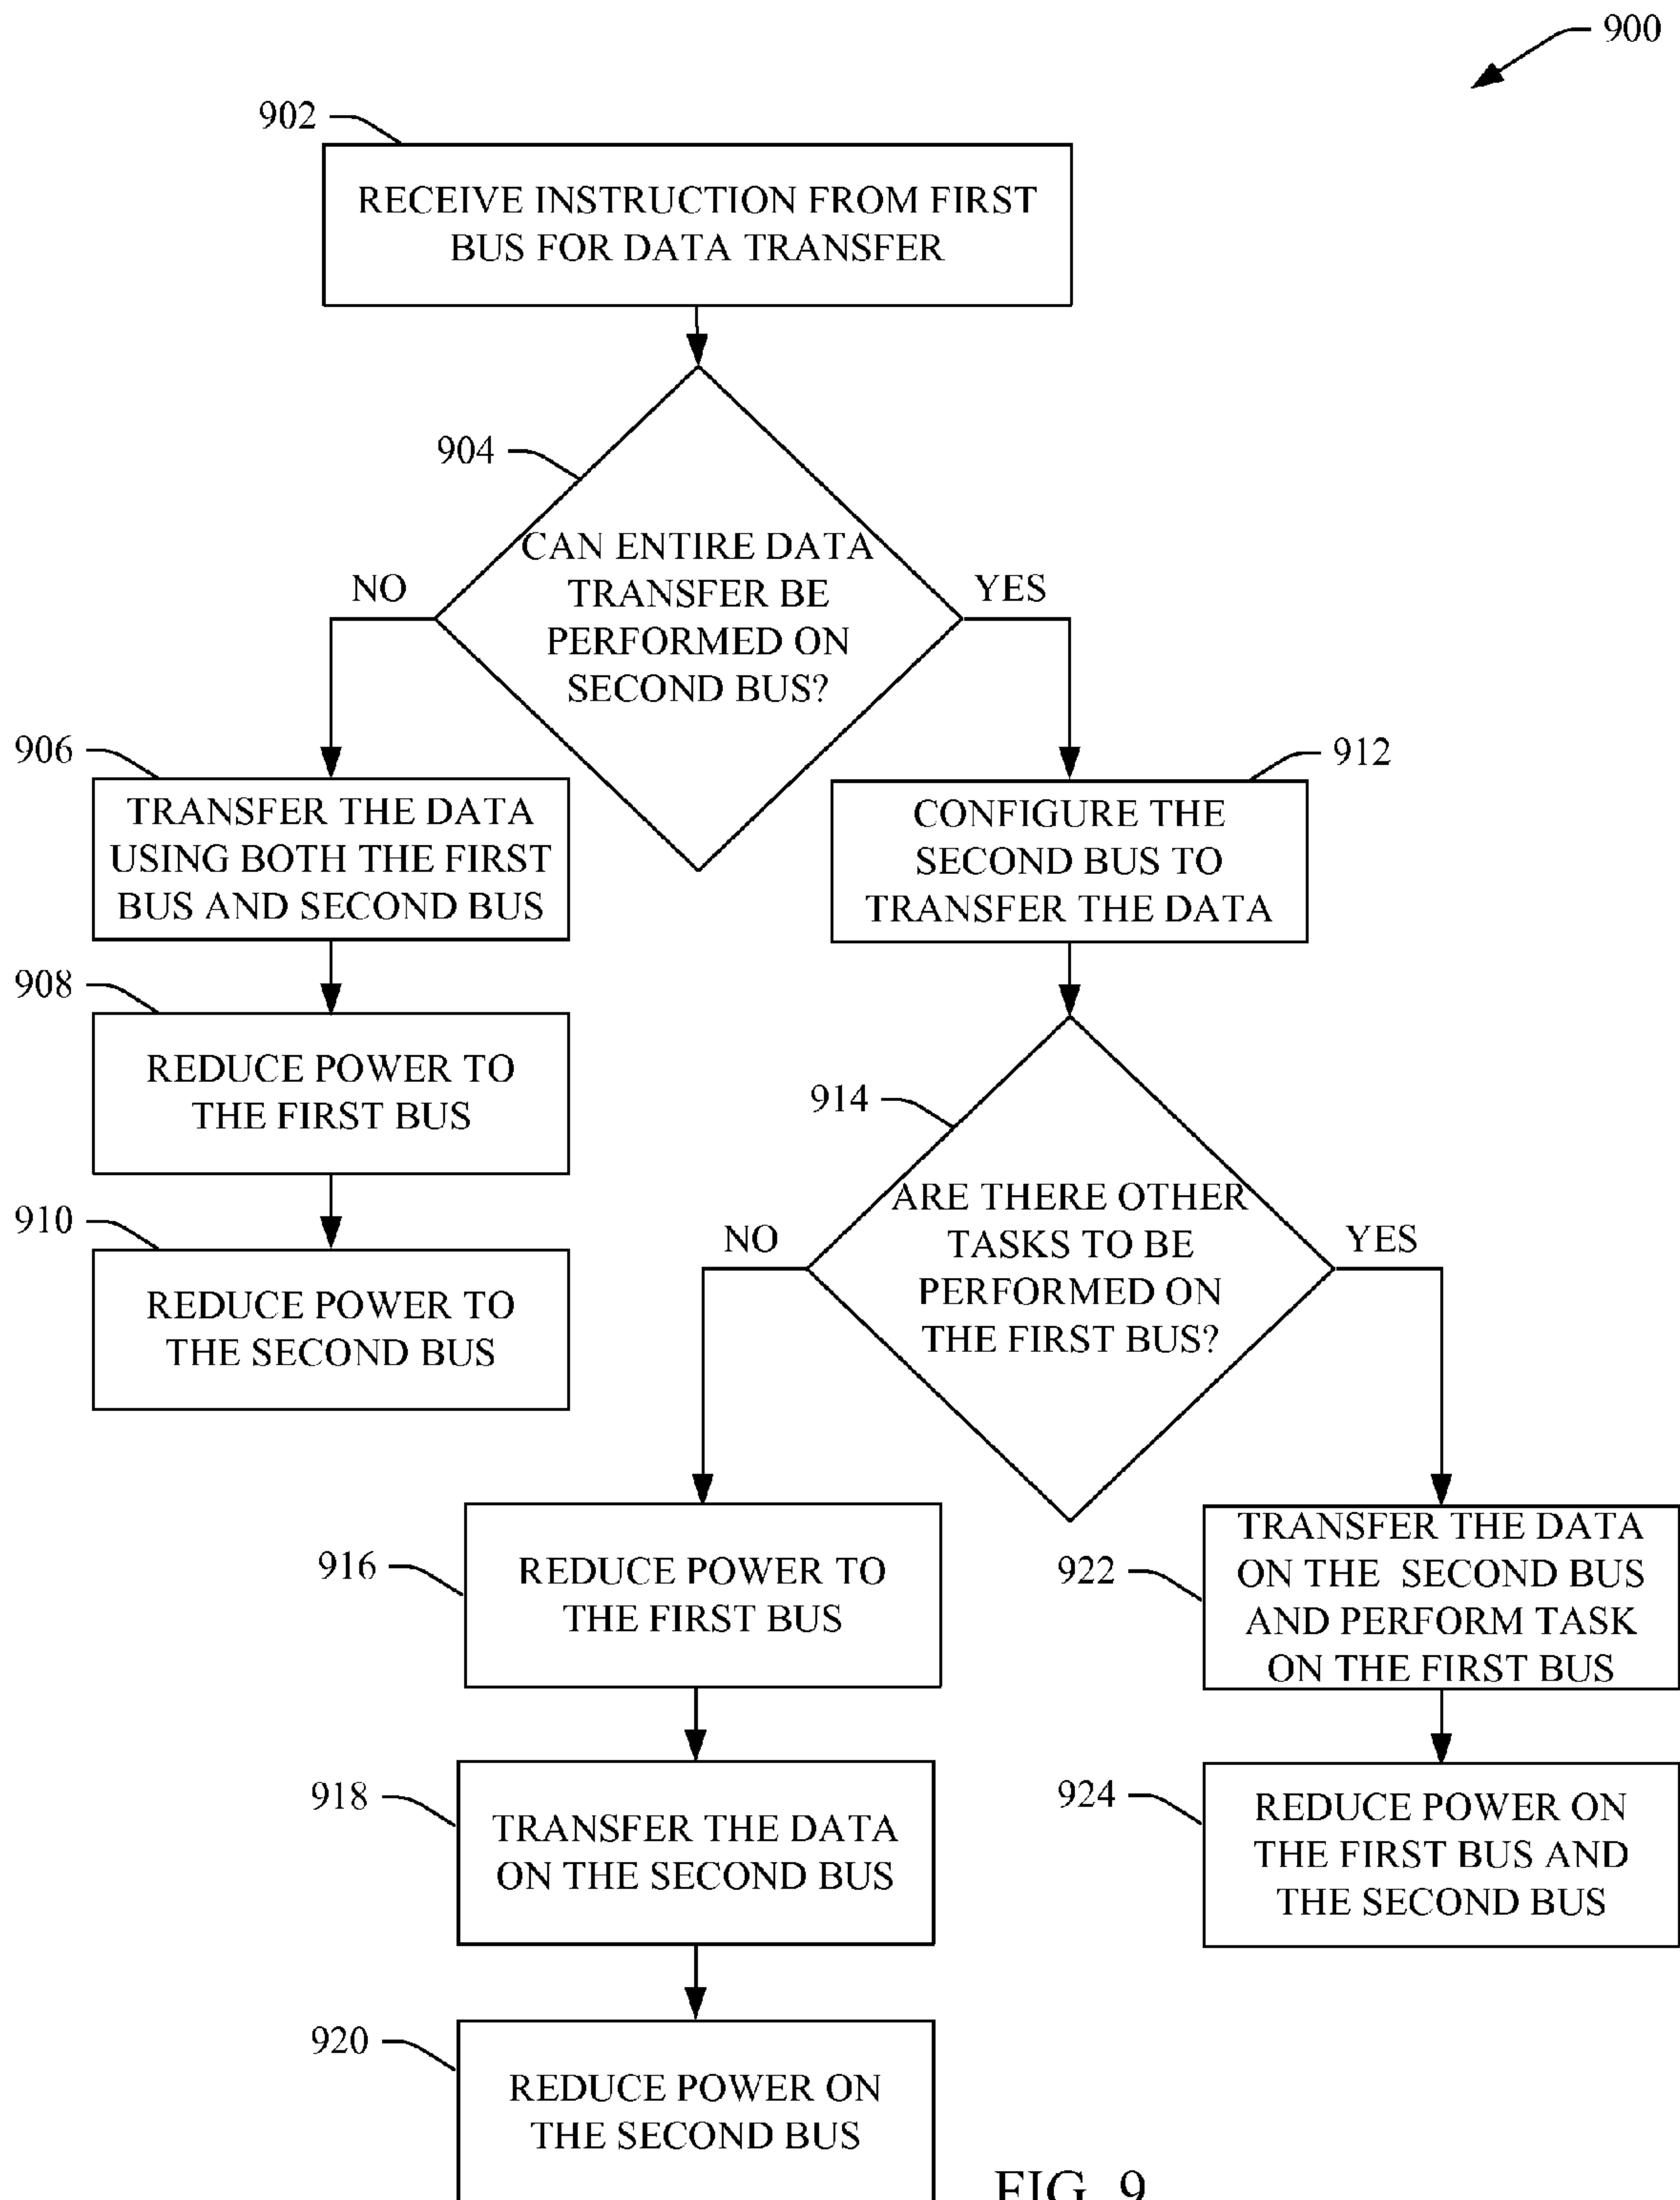 900
902
RECEIVE INSTRUCTION FROM FIRST
BUS FOR DATA TRANSFER
904
CAN ENTIRE DATA
TRANSFER BE
PERFORMED ON
SECOND BUS?
NO
YES
906
TRANSFER THE DATA
USING BOTH THE FIRST
BUS AND SECOND BUS
912
CONFIGURE THE
SECOND BUS TO
TRANSFER THE DATA
908
REDUCE POWER TO
THE FIRST BUS
914
ARE THERE OTHER
TASKS TO BE
PERFORMED ON
THE FIRST BUS?
NO
YES
910
REDUCE POWER TO
THE SECOND BUS
916
REDUCE POWER TO
THE FIRST BUS
922
TRANSFER THE DATA
ON THE SECOND BUS
AND PERFORM TASK
ON THE FIRST BUS
918
TRANSFER THE DATA
ON THE SECOND BUS
924
REDUCE POWER ON
THE FIRST BUS AND
THE SECOND BUS
920
REDUCE POWER ON
THE SECOND BUS
FIG. 9